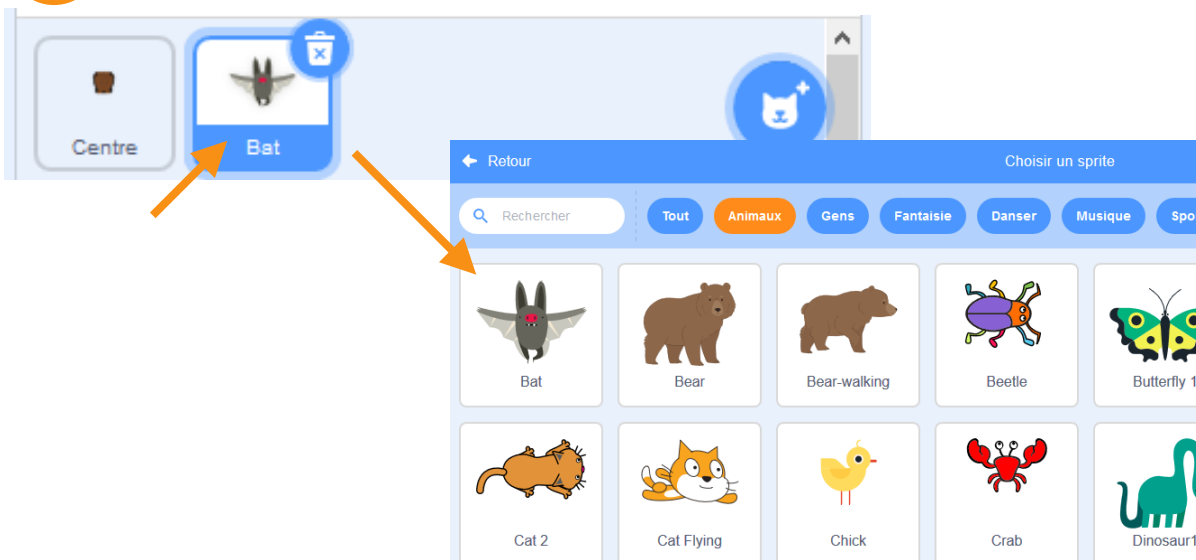 Centre
Bat
Retour
Choisir un sprite
Rechercher
Tout
Animaux
Gens
Fantaisie
Danser
Musique
Spo
Bat
Bear
Bear-walking
Beetle
Butterfly 1
Cat 2
Cat Flying
Chick
Crab
Dinosaur1